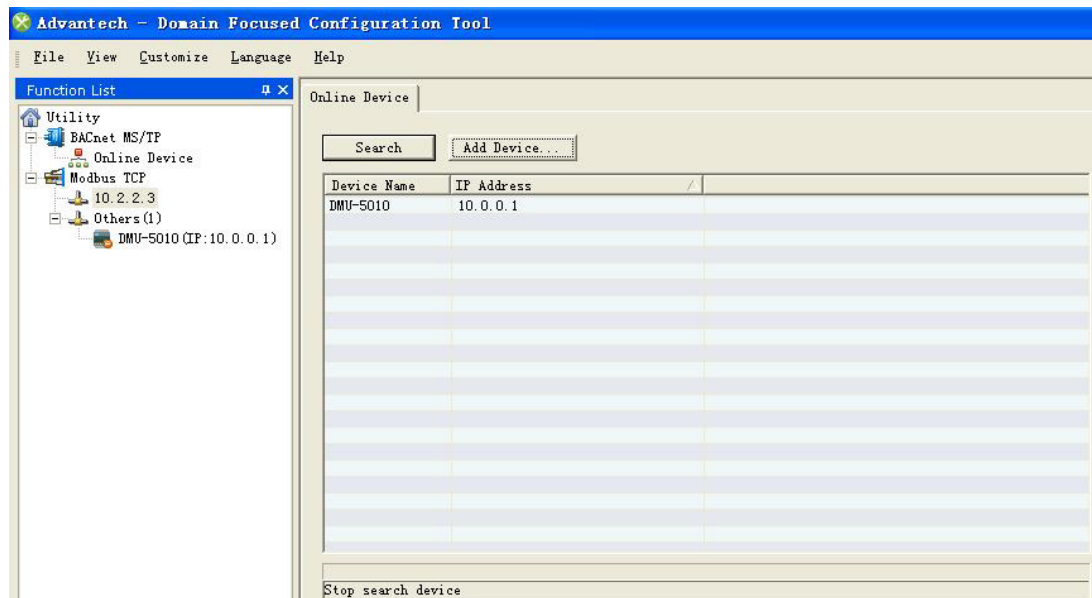 Advantech - Domain Focused Configuration Tool
File View Customize Language Help
Function List
Utility
BACnet MS/TP
Online Device
Modbus TCP
10.2.2.3
Others(1)
DMU-5010(IP:10.0.0.1)
Online Device
Search Add Device...
Device Name IP Address
DMU-5010 10.0.0.1
Stop search device